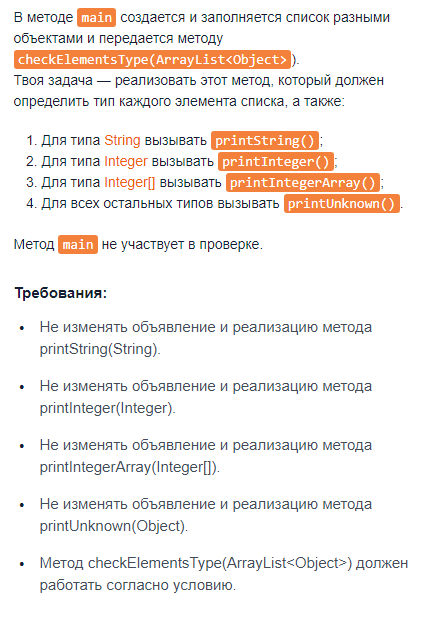 В методе main создается и заполняется список разными
объектами и передается методу
checkElementsType(ArrayList<Object>).
Твоя задача — реализовать этот метод, который должен
определить тип каждого элемента списка, а также:
1. Для типа String вызывать printString();
2. Для типа Integer вызывать printInteger();
3. Для типа Integer[] вызывать printIntegerArray();
4. Для всех остальных типов вызывать printUnknown().
Метод main не участвует в проверке.
Требования:
• Не изменять объявление и реализацию метода
printString(String).
• Не изменять объявление и реализацию метода
printInteger(Integer).
• Не изменять объявление и реализацию метода
printIntegerArray(Integer[]).
• Не изменять объявление и реализацию метода
printUnknown(Object).
• Метод checkElementsType(ArrayList<Object>) должен
работать согласно условию.